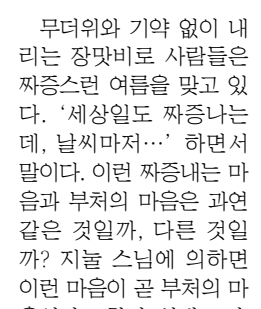 무더위와 기약 없이 내
리는 장맛비로 사람들은
짜증스런 여름을 맞고 있
다. ‘세상일도 짜증나는
데, 날씨마저…’ 하면서
말이다. 이런 짜증내는 마
음과 부처의 마음은 과연
같은 것일까, 다른 것일
까? 지눌 스님에 의하면
이런 마음이 곧 부처의 마